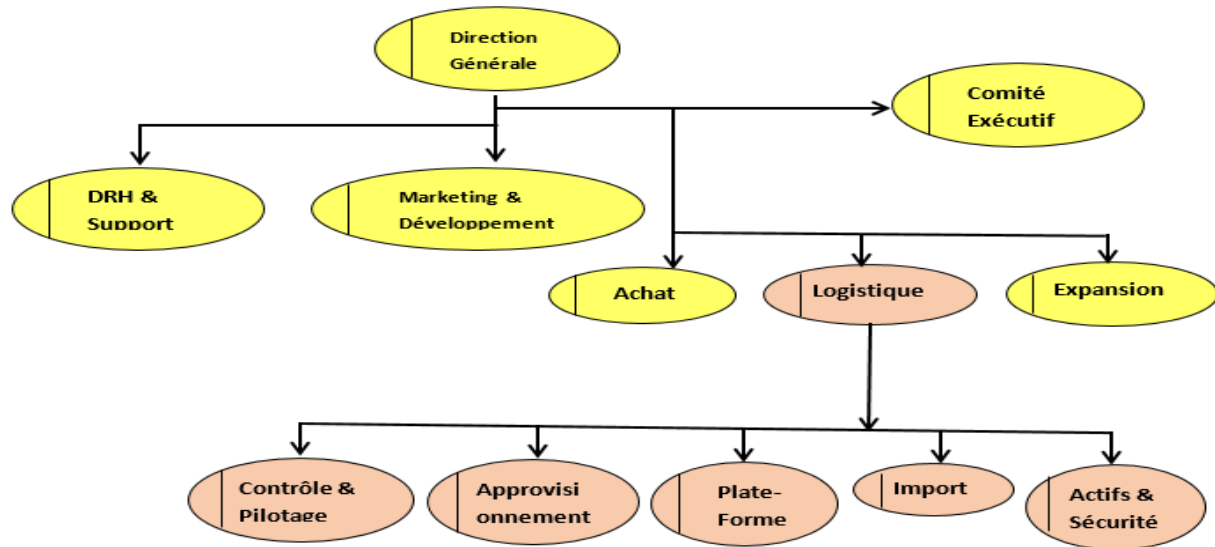 Direction
Générale
Comité
Exécutif
DRH &
Support
Marketing &
Développement
Achat
Logistique
Expansion
Contrôle &
Pilotage
Approvisi
onnement
Plate-
Forme
Import
Actifs &
Sécurité